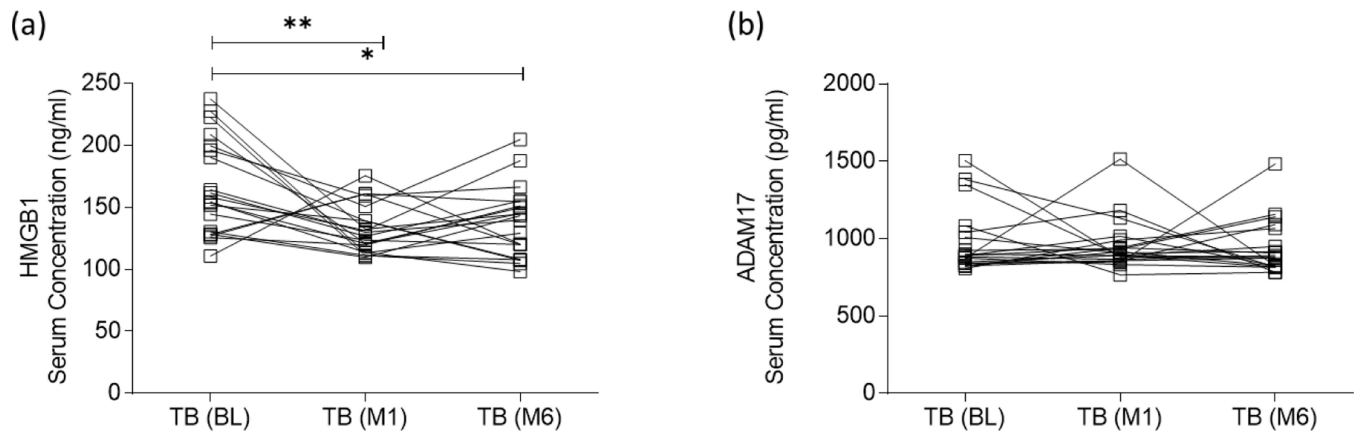 (a)
**
*
HMGB1
Serum Concentration (ng/ml)
250
200
150
100
50
0
TB (BL) TB (M1) TB (M6)
(b)
ADAM17
Serum Concentration (pg/ml)
2000
1500
1000
500
0
TB (BL) TB (M1) TB (M6)